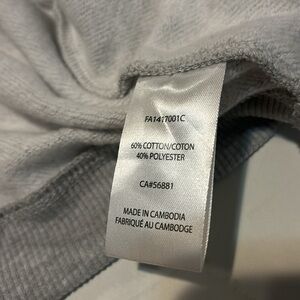 FA1417001C
60% COTTON/COTON
40% POLYESTER
CA#56881
MADE IN CAMBODIA
FABRIQUÉ AU CAMBODGE